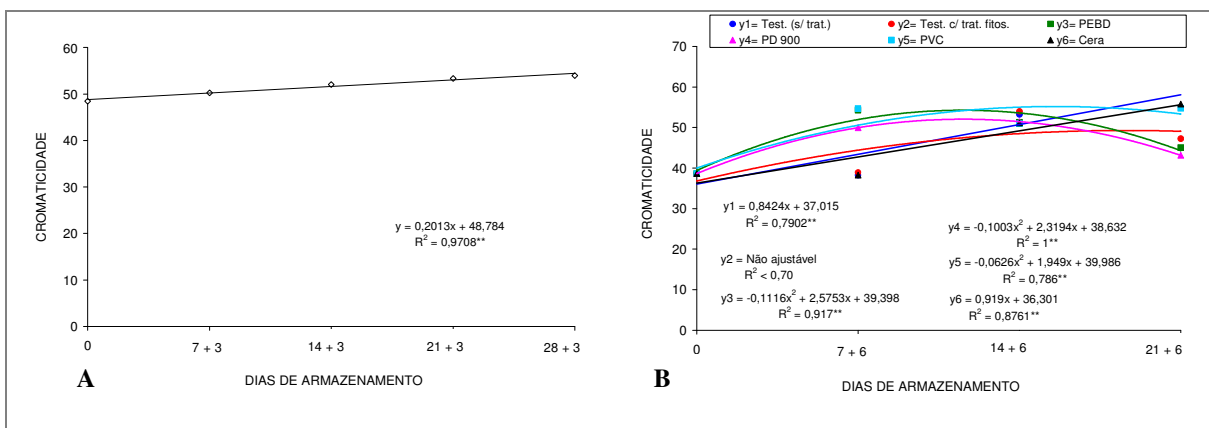 60
50
40
30
20
10
0
CROMATICIDADE
y = 0,2013x + 48,784
R² = 0,9708**
0 7 + 3 14 + 3 21 + 3 28 + 3
A
DIAS DE ARMAZENAMENTO
y1= Test. (s/ trat.) y2= Test. c/ trat. fitos. y3= PEBD
y4= PD 900 y5= PVC y6= Cera
70
60
50
40
30
20
10
0
CROMATICIDADE
y1 = 0,8424x + 37,015
R² = 0,7902**
y2 = Não ajustável
R² < 0,70
y3 = -0,1116x² + 2,5753x + 39,398
R² = 0,917**
y4 = -0,1003x² + 2,3194x + 38,632
R² = 1**
y5 = -0,0626x² + 1,949x + 39,986
R² = 0,786**
y6 = 0,919x + 36,301
R² = 0,8761**
0 7 + 6 14 + 6 21 + 6
B
DIAS DE ARMAZENAMENTO